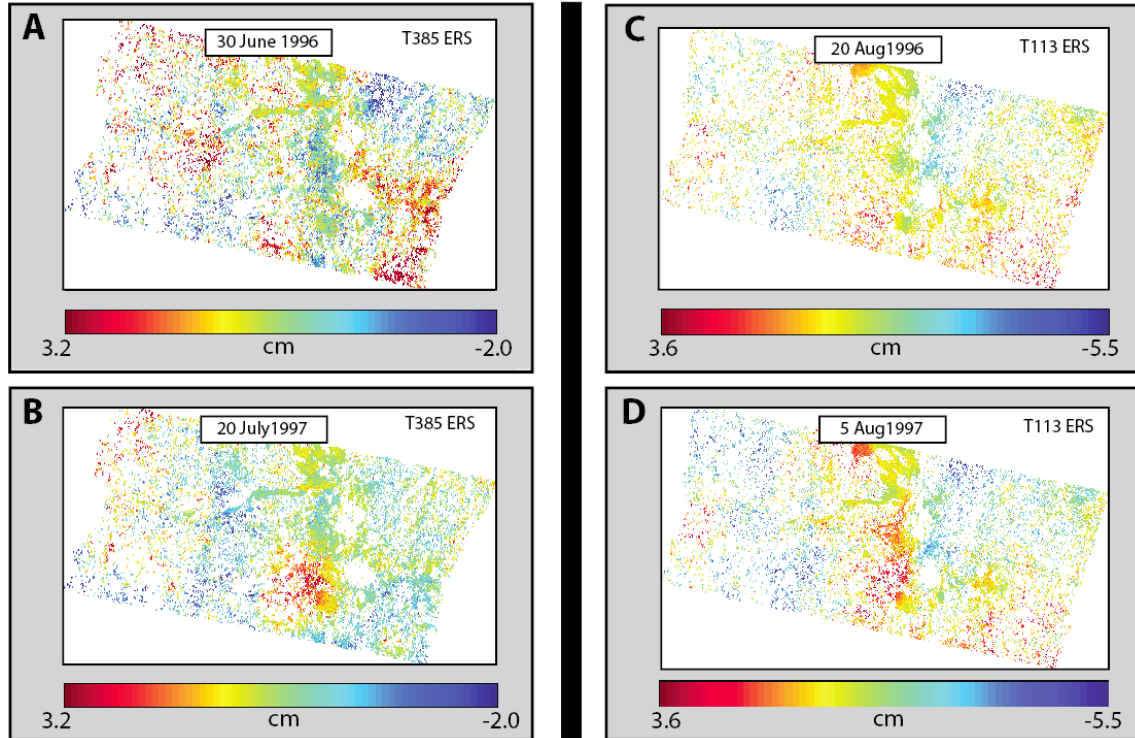 A
30 June 1996
T385 ERS
3.2
cm
-2.0
B
20 July1997
T385 ERS
3.2
cm
-2.0
C
20 Aug1996
T113 ERS
3.6
cm
-5.5
D
5 Aug1997
T113 ERS
3.6
cm
-5.5